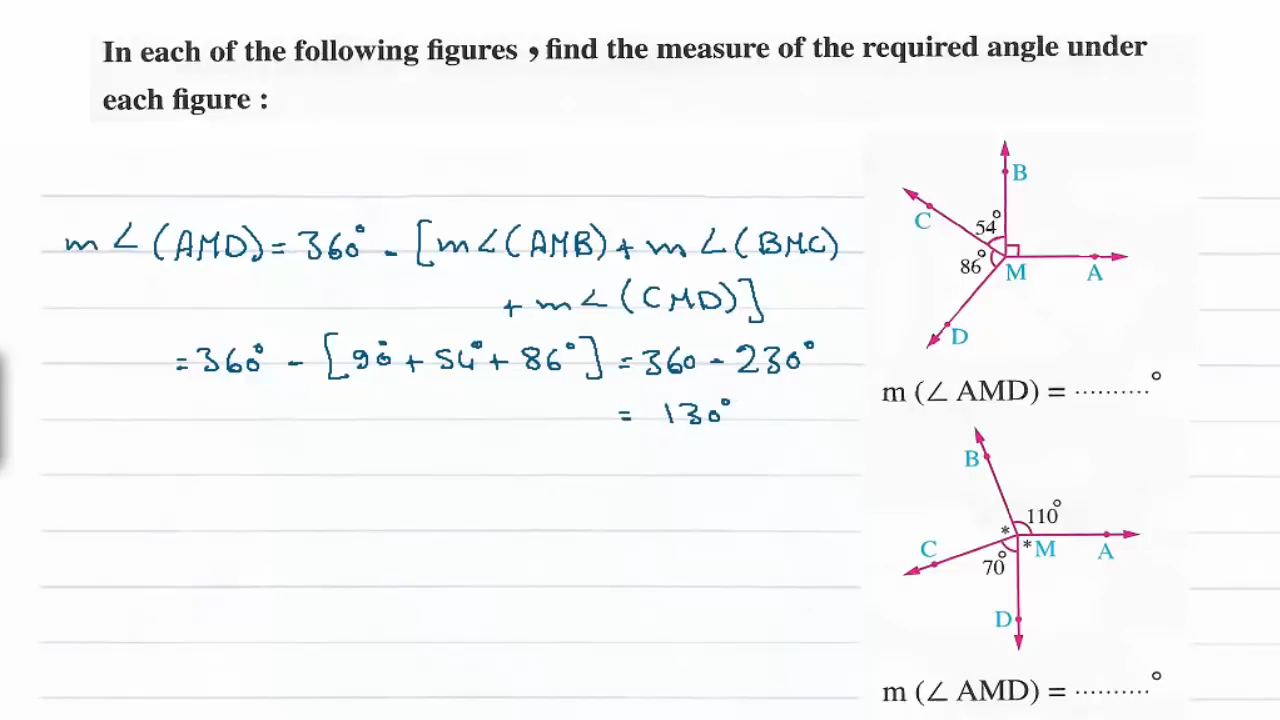 In each of the following figures , find the measure of the required angle under
each figure :
m ∠ (AMD) = 360° - [m∠(AMB) + m ∠(BMC)
+ m∠ (CMD)]
= 360° - [90° + 54° + 86°] = 360 - 230°
= 130°
B
C
54°
86°
M
A
D
m (∠ AMD) = ..........°
B
110°
*
C
* M
A
70°
D
m (∠ AMD) = ..........°